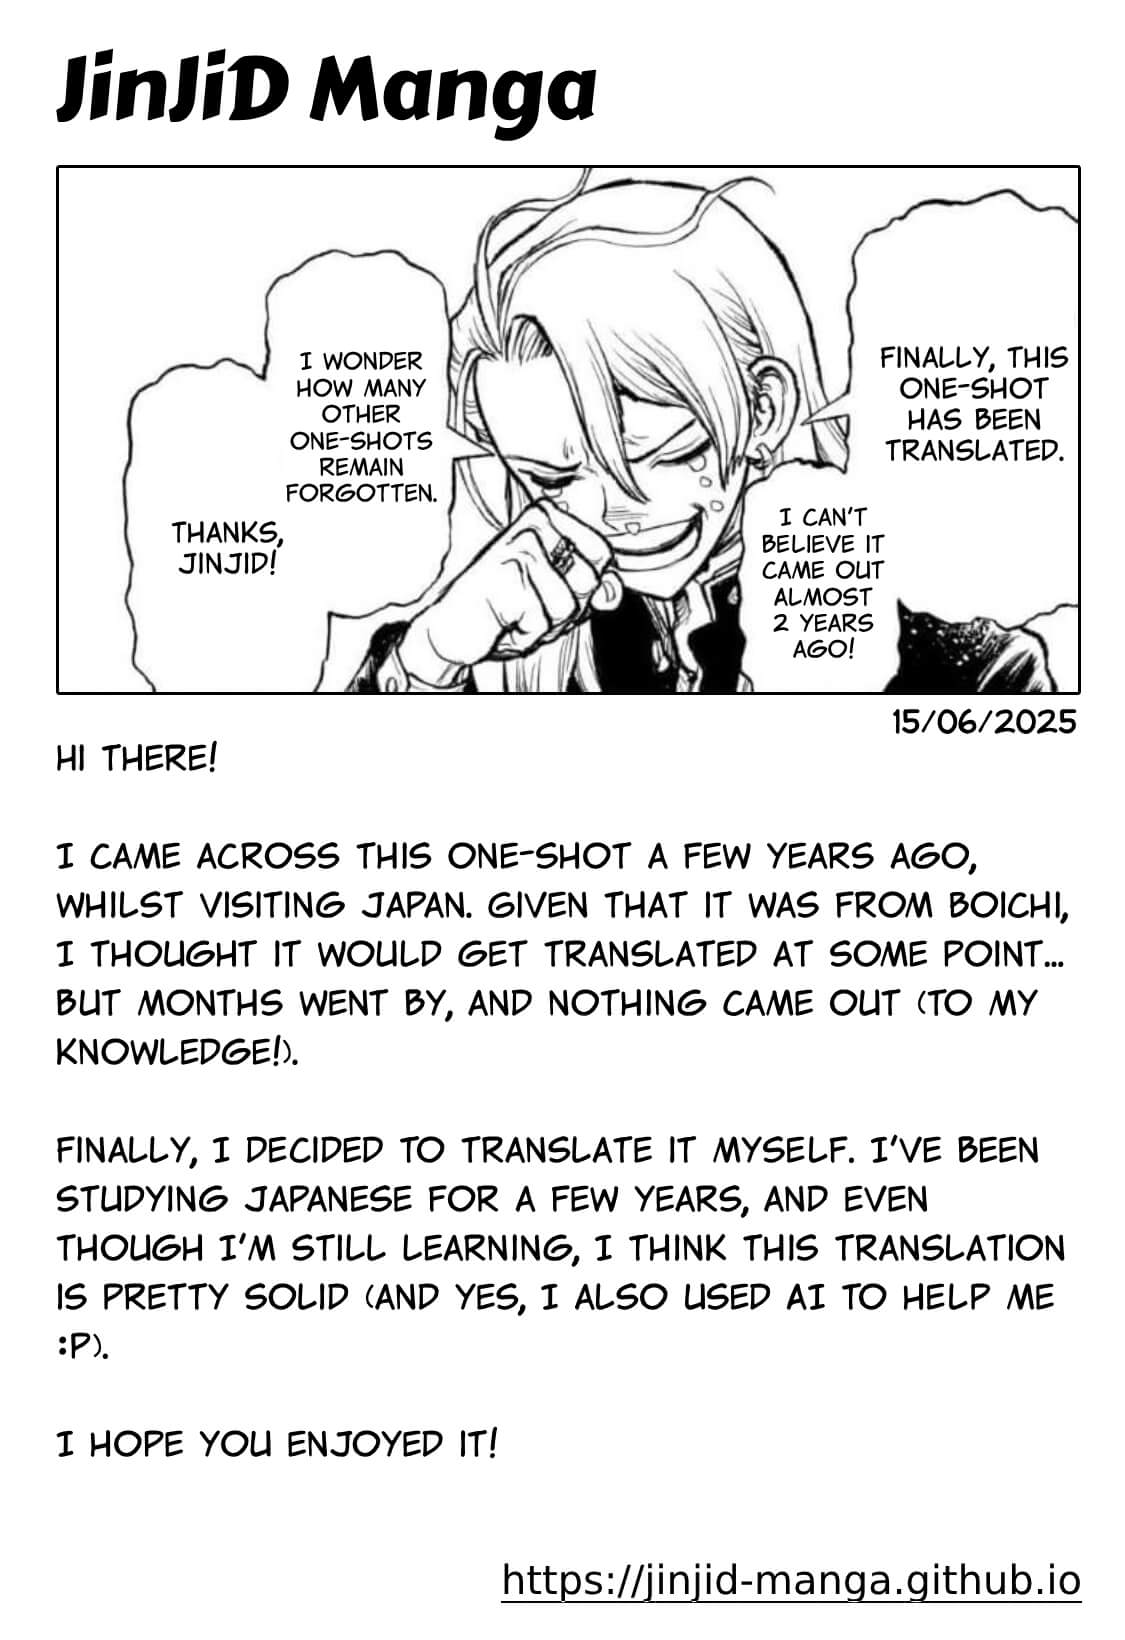 JinJiD Manga
FINALLY, THIS
ONE-SHOT
HAS BEEN
TRANSLATED.
I CAN'T
BELIEVE IT
CAME OUT
ALMOST
2 YEARS
AGO!
I WONDER
HOW MANY
OTHER
ONE-SHOTS
REMAIN
FORGOTTEN.
THANKS,
JINJID!
15/06/2025
HI THERE!
I CAME ACROSS THIS ONE-SHOT A FEW YEARS AGO,
WHILST VISITING JAPAN. GIVEN THAT IT WAS FROM BOICHI,
I THOUGHT IT WOULD GET TRANSLATED AT SOME POINT...
BUT MONTHS WENT BY, AND NOTHING CAME OUT (TO MY
KNOWLEDGE!).
FINALLY, I DECIDED TO TRANSLATE IT MYSELF. I'VE BEEN
STUDYING JAPANESE FOR A FEW YEARS, AND EVEN
THOUGH I'M STILL LEARNING, I THINK THIS TRANSLATION
IS PRETTY SOLID (AND YES, I ALSO USED AI TO HELP ME
:P).
I HOPE YOU ENJOYED IT!
https://jinjid-manga.github.io